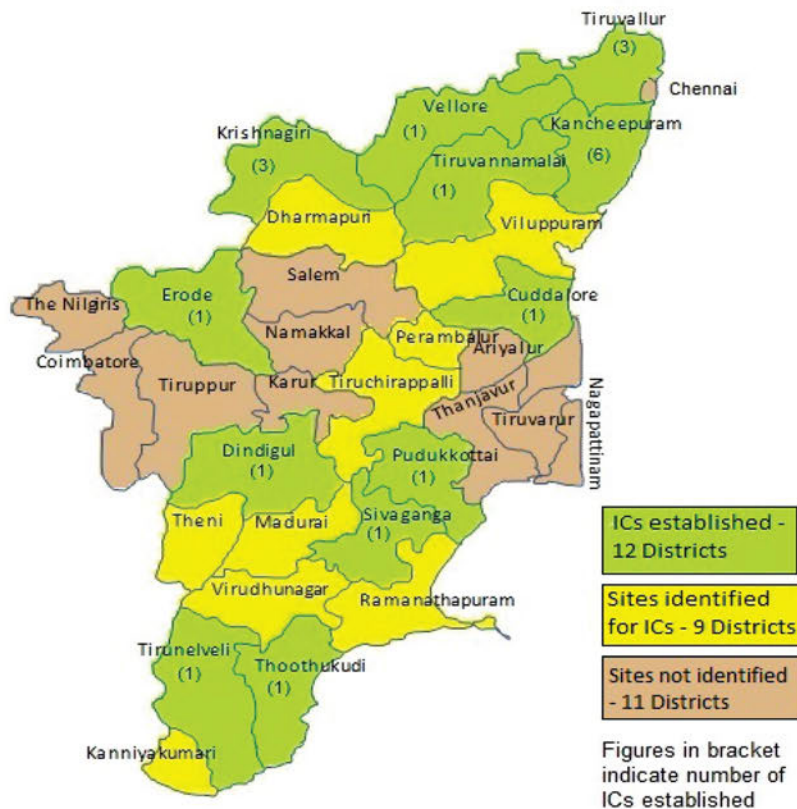 Tiruvallur
(3)
Chennai
Vellore
(1)
Kancheepuram
(6)
Krishnagiri
(3)
Tiruvannamalai
(1)
Dharmapuri
Viluppuram
Salem
Erode
(1)
The Nilgiris
Cuddalore
(1)
Namakkal
Perambalur
Ariyalur
Coimbatore
Tiruppur
Karur
Tiruchirappalli
Thanjavur
Tiruvarur
Nagapattinam
Dindigul
(1)
Pudukkottai
(1)
Theni
Madurai
Sivaganga
(1)
Virudhunagar
Ramanathapuram
Tirunelveli
(1)
Thoothukudi
(1)
Kanniyakumari
ICs established -
12 Districts
Sites identified
for ICs - 9 Districts
Sites not identified
- 11 Districts
Figures in bracket
indicate number of
ICs established